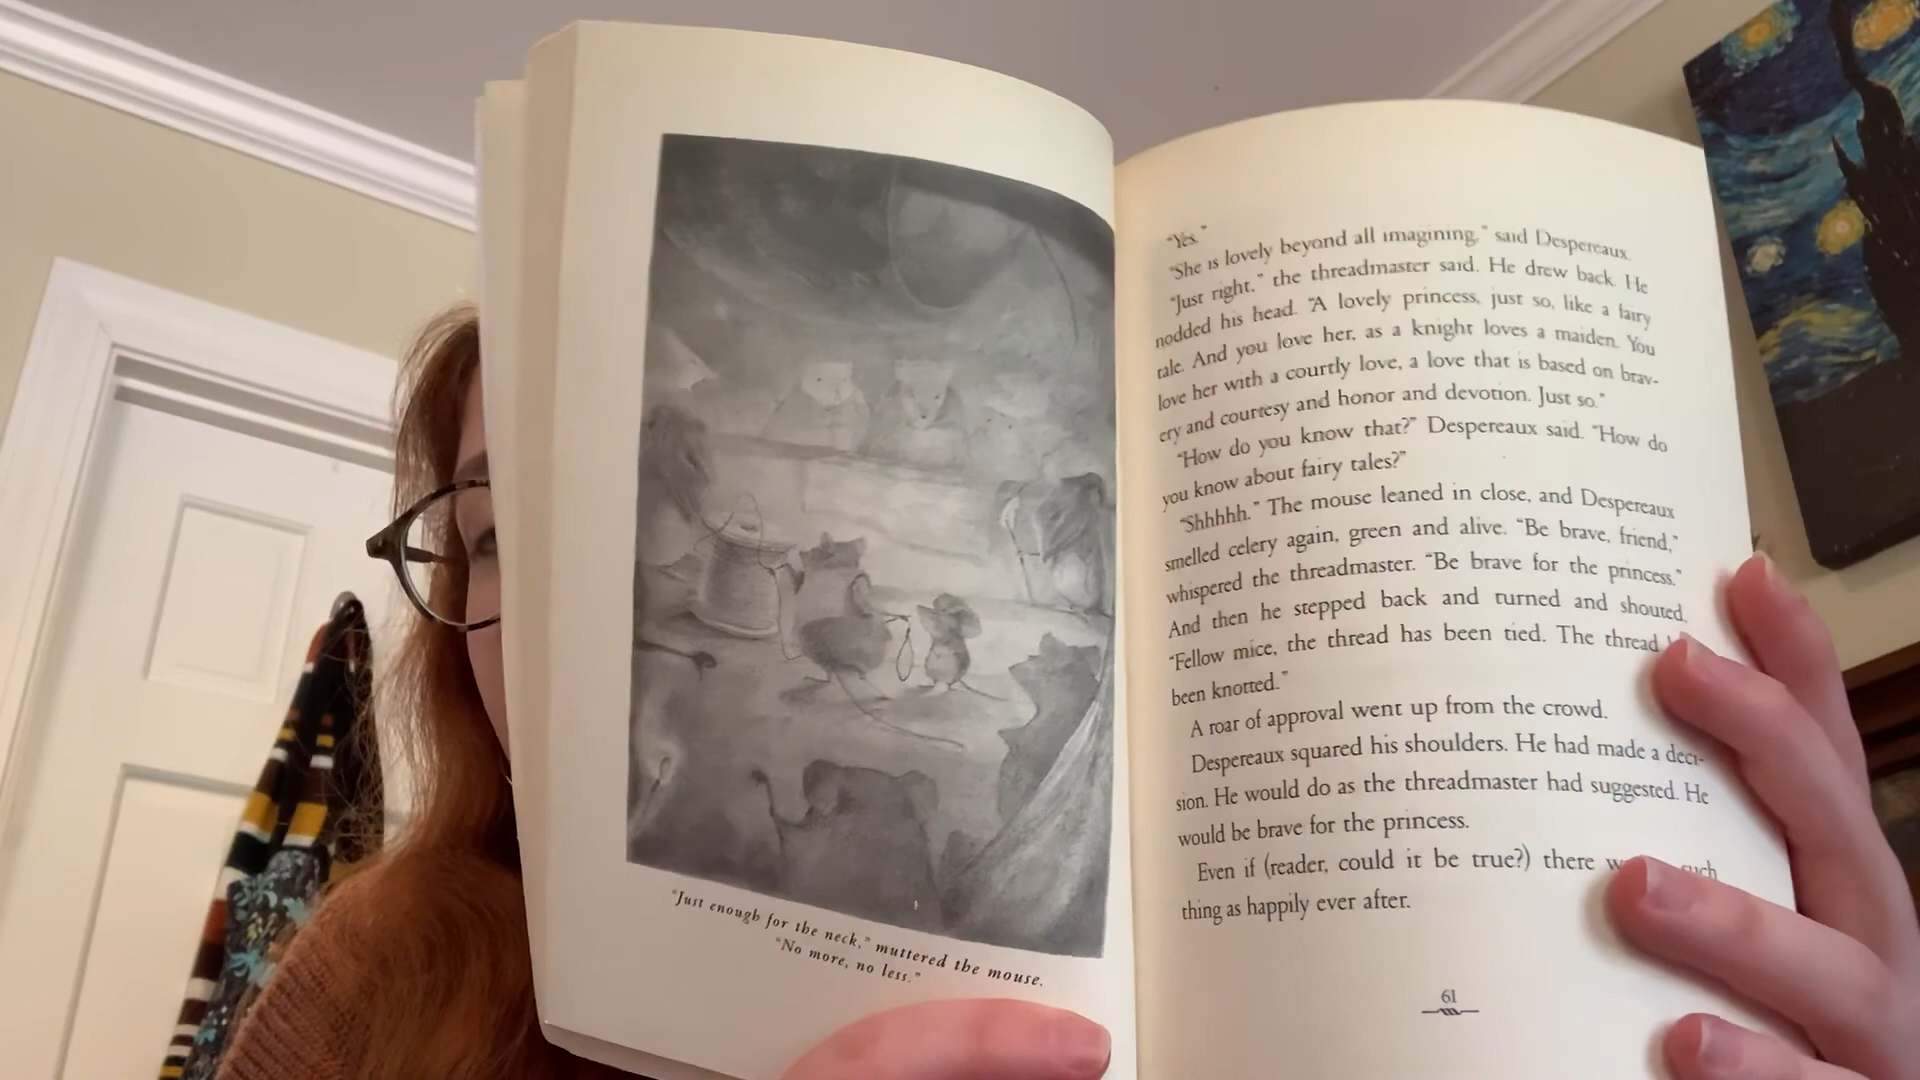 "Just enough for the neck," muttered the mouse.
"No more, no less."
"Yes."
"She is lovely beyond all imagining," said Despereaux.
"Just right," the threadmaster said. He drew back. He
nodded his head. "A lovely princess, just so, like a fairy
tale. And you love her, as a knight loves a maiden. You
love her with a courtly love, a love that is based on brav-
ery and courtesy and honor and devotion. Just so."
"How do you know that?" Despereaux said. "How do
you know about fairy tales?"
"Shhhhh." The mouse leaned in close, and Despereaux
smelled celery again, green and alive. "Be brave, friend,"
whispered the threadmaster. "Be brave for the princess."
And then he stepped back and turned and shouted,
"Fellow mice, the thread has been tied. The thread
been knotted."
A roar of approval went up from the crowd.
Despereaux squared his shoulders. He had made a deci-
sion. He would do as the threadmaster had suggested. He
would be brave for the princess.
Even if (reader, could it be true?) there such
thing as happily ever after.
61